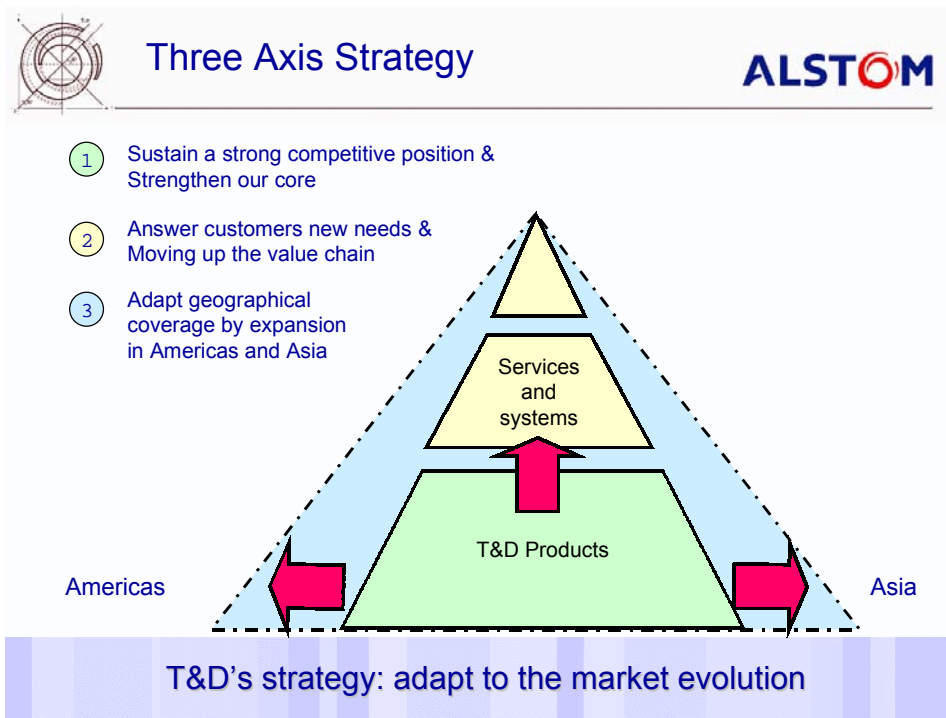 Three Axis Strategy
ALSTOM
1
Sustain a strong competitive position &
Strengthen our core
2
Answer customers new needs &
Moving up the value chain
3
Adapt geographical
coverage by expansion
in Americas and Asia
Services
and
systems
T&D Products
Americas
Asia
T&D's strategy: adapt to the market evolution